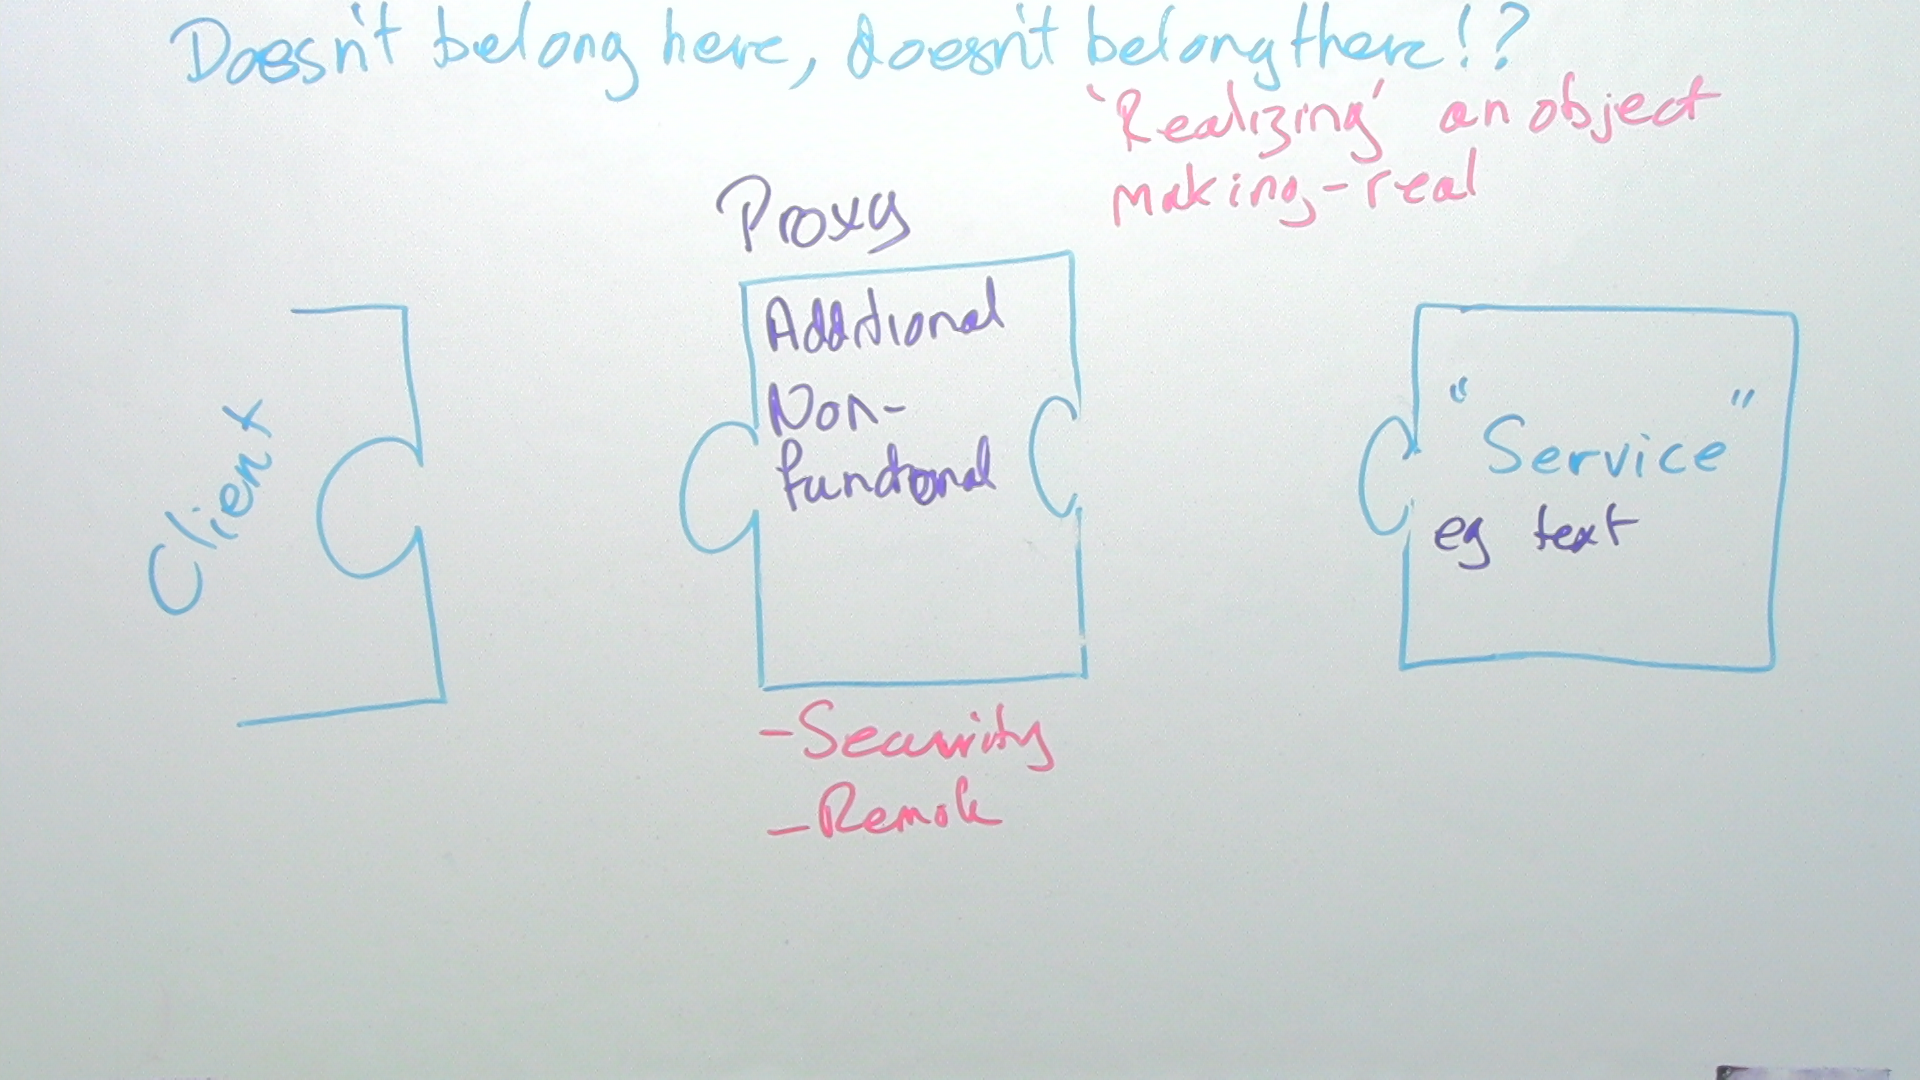 Doesn't belong here, doesn't belong there!?
'Realizing' an object
making-real
Proxy
Client
Additional
Non-
functional
"Service"
eg text
- Security
- Remote